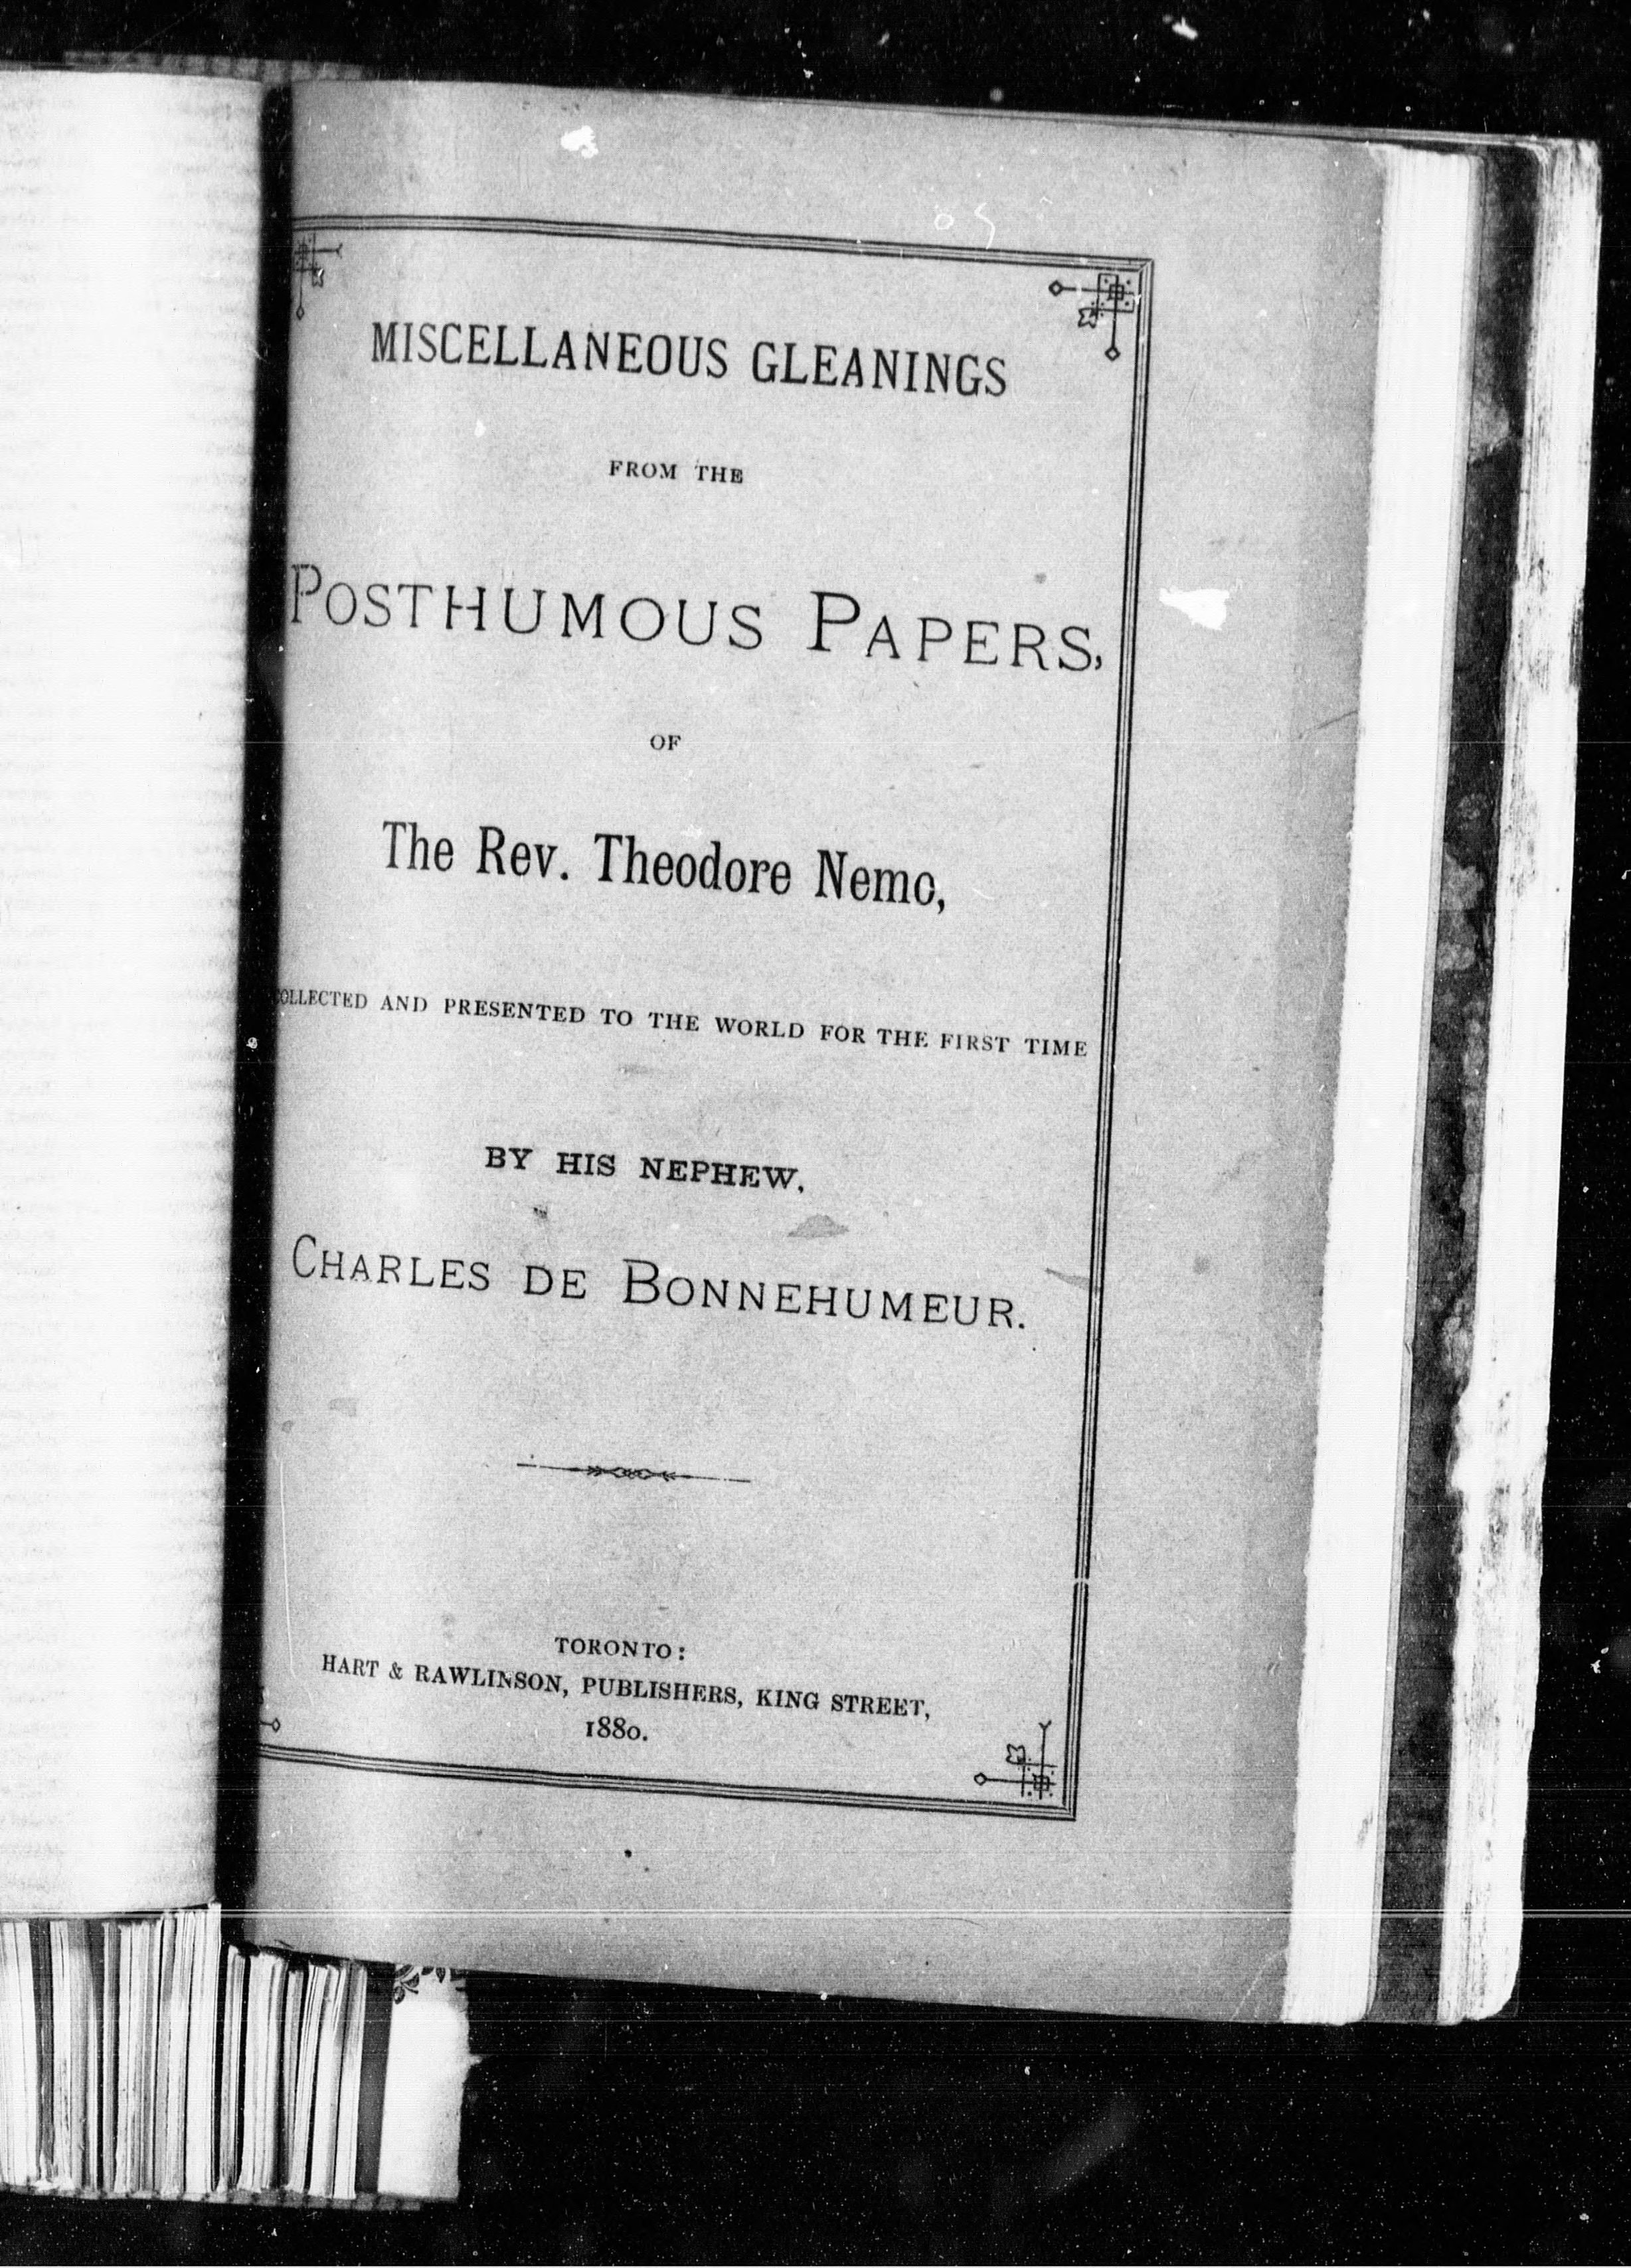 MISCELLANEOUS GLEANINGS
FROM THE
POSTHUMOUS PAPERS,
OF
The Rev. Theodore Nemo,
COLLECTED AND PRESENTED TO THE WORLD FOR THE FIRST TIME
BY HIS NEPHEW,
CHARLES DE BONNEHUMEUR.
TORONTO:
HART & RAWLINSON, PUBLISHERS, KING STREET,
1880.